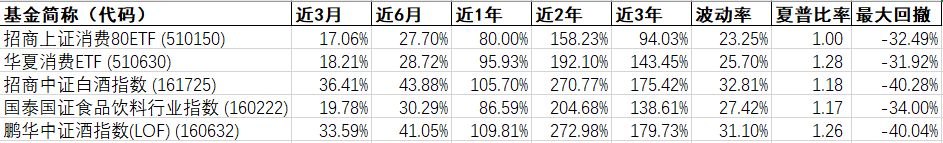 基金简称（代码） 近3月 近6月 近1年 近2年 近3年 波动率 夏普比率 最大回撤
招商上证消费80ETF (510150) 17.06% 27.70% 80.00% 158.23% 94.03% 23.25% 1.00 -32.49%
华夏消费ETF (510630) 18.21% 28.72% 95.93% 192.10% 143.45% 25.70% 1.28 -31.92%
招商中证白酒指数 (161725) 36.41% 43.88% 105.70% 270.77% 175.42% 32.81% 1.18 -40.28%
国泰国证食品饮料行业指数 (160222) 19.78% 30.29% 86.59% 204.68% 138.61% 27.42% 1.17 -34.00%
鹏华中证酒指数(LOF) (160632) 33.59% 41.05% 109.81% 272.98% 179.73% 31.10% 1.26 -40.04%